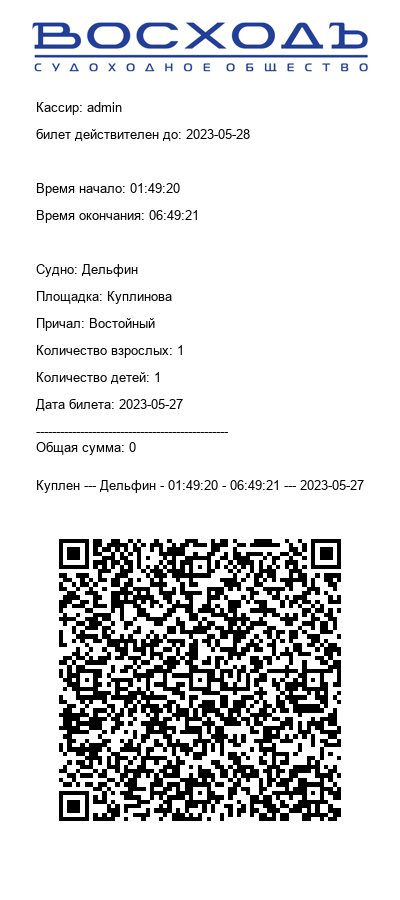 ВОСХОДЪ
СУДОХОДНОЕ ОБЩЕСТВО
Кассир: admin
билет действителен до: 2023-05-28
Время начало: 01:49:20
Время окончания: 06:49:21
Судно: Дельфин
Площадка: Куплинова
Причал: Востойный
Количество взрослых: 1
Количество детей: 1
Дата билета: 2023-05-27
------------------------------------------------
Общая сумма: 0
Куплен --- Дельфин - 01:49:20 - 06:49:21 --- 2023-05-27